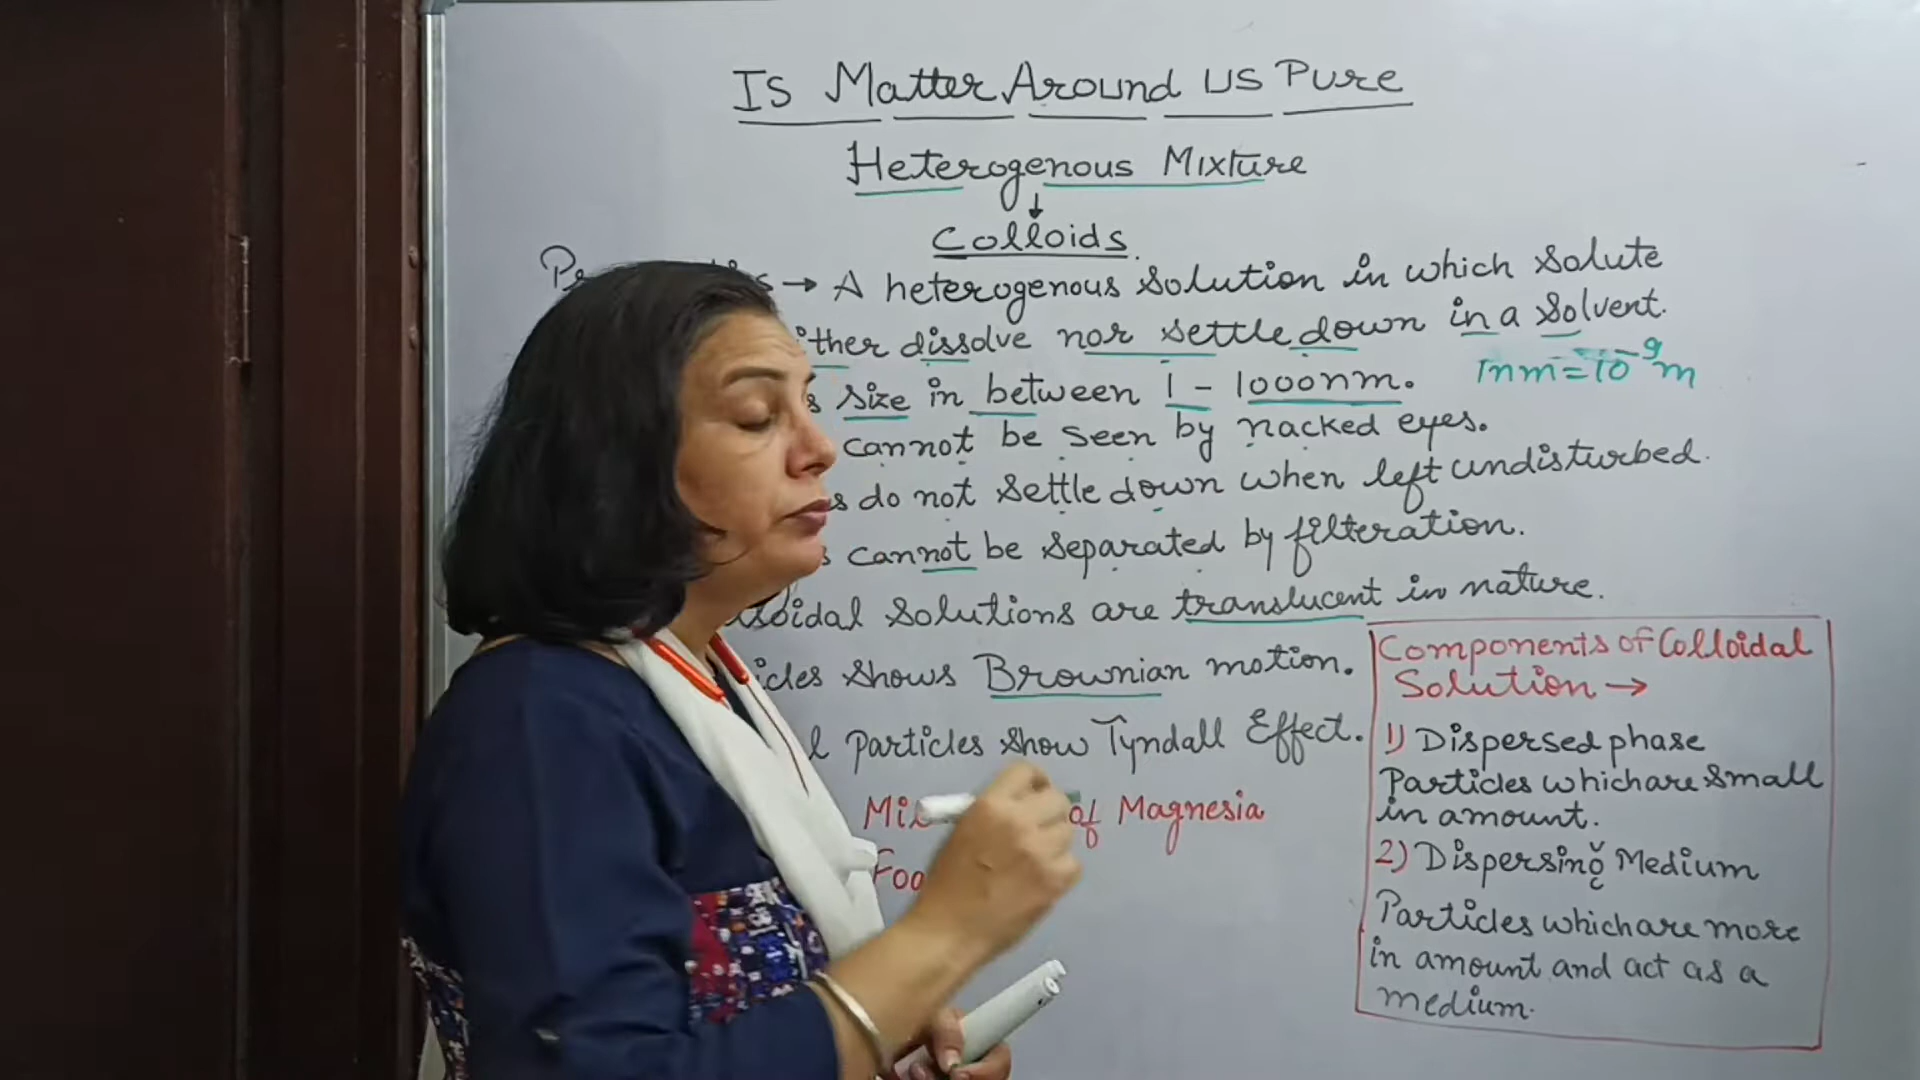 Is Matter Around US Pure
Heterogenous Mixture
↓
Colloids.
→ A heterogenous solution in which solute
dissolve nor settle down in a solvent.
size in between 1 - 1000nm. 1nm = 10⁻⁹m
cannot be seen by nacked eyes.
do not settle down when left undisturbed.
cannot be separated by filteration.
solutions are translucent in nature.
shows Brownian motion.
particles show Tyndall Effect.
of Magnesia
Components of Colloidal
Solution →
1) Dispersed phase
Particles which are small
in amount.
2) Dispersing Medium
Particles which are more
in amount and act as a
medium.